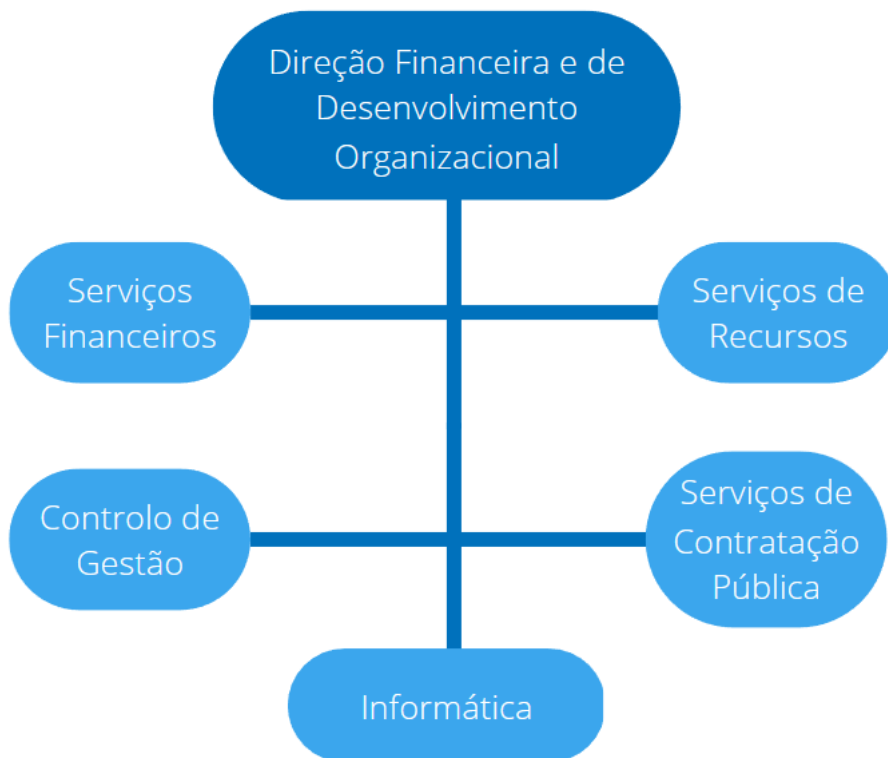 Direção Financeira e de
Desenvolvimento
Organizacional
Serviços
Financeiros
Serviços de
Recursos
Controlo de
Gestão
Serviços de
Contratação
Pública
Informática